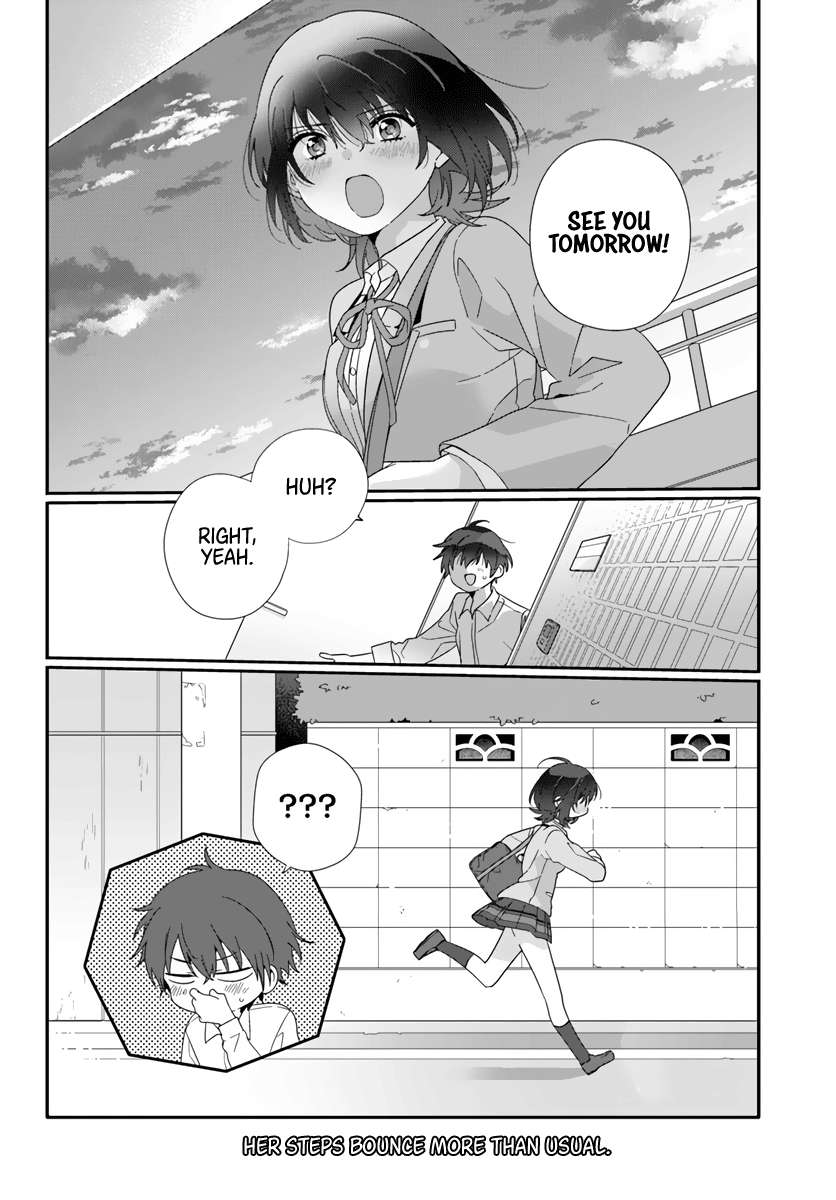 SEE YOU
TOMORROW!
HUH?
RIGHT,
YEAH.
???
HER STEPS BOUNCE MORE THAN USUAL.